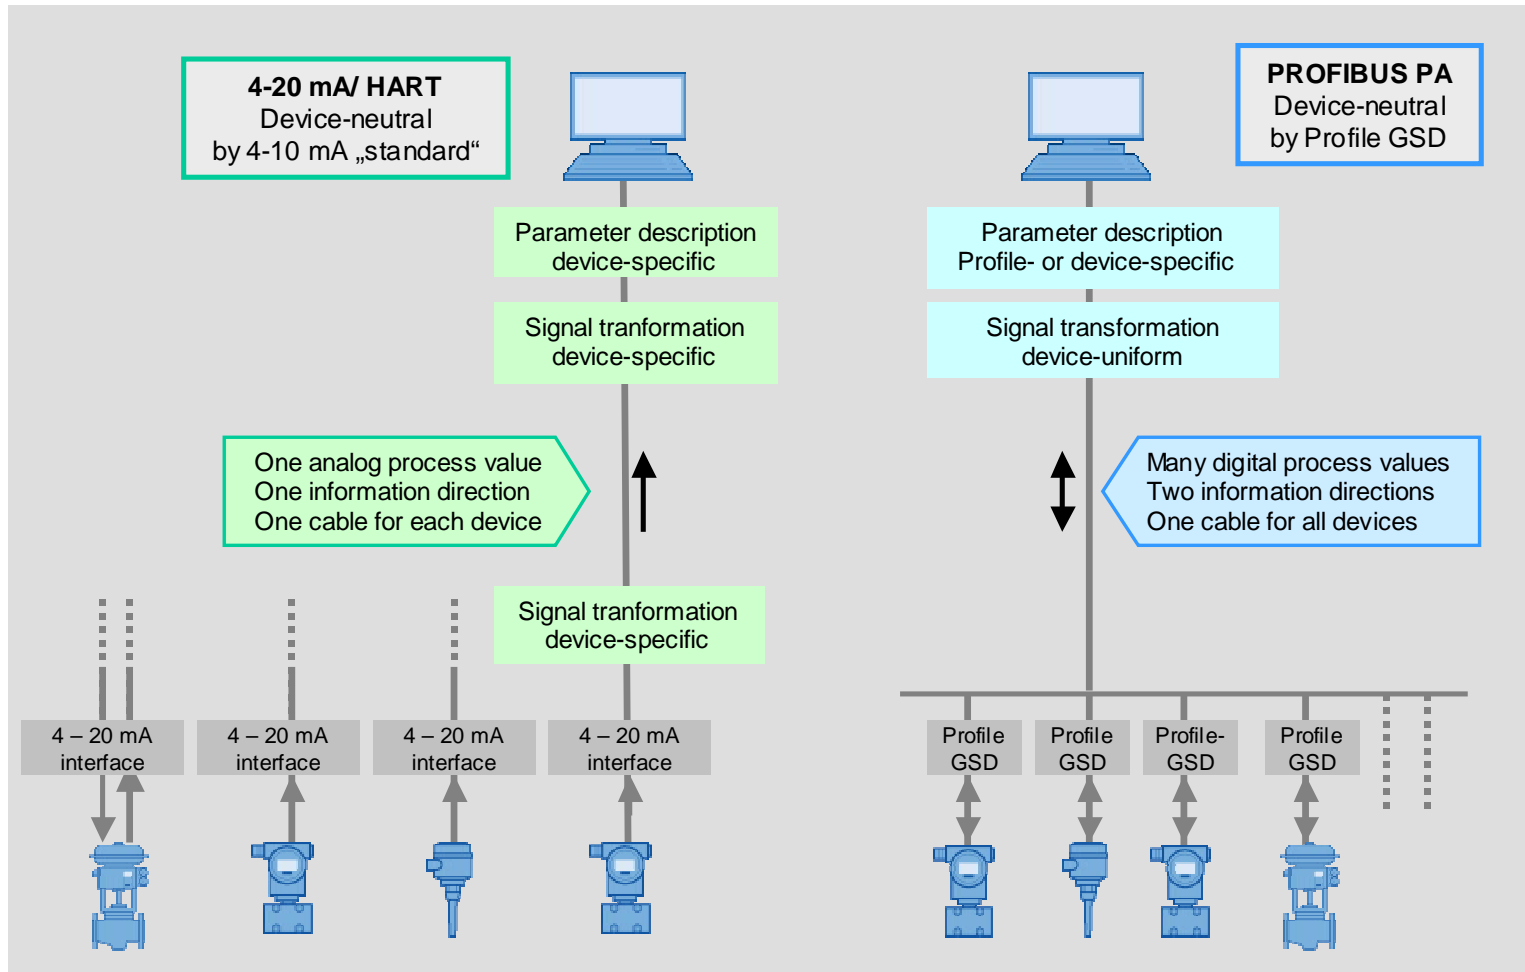 4-20 mA/ HART
Device-neutral
by 4-10 mA „standard“
PROFIBUS PA
Device-neutral
by Profile GSD
Parameter description
device-specific
Signal tranformation
device-specific
Parameter description
Profile- or device-specific
Signal transformation
device-uniform
One analog process value
One information direction
One cable for each device
Many digital process values
Two information directions
One cable for all devices
Signal tranformation
device-specific
4 – 20 mA
interface
4 – 20 mA
interface
4 – 20 mA
interface
4 – 20 mA
interface
Profile
GSD
Profile
GSD
Profile-
GSD
Profile
GSD